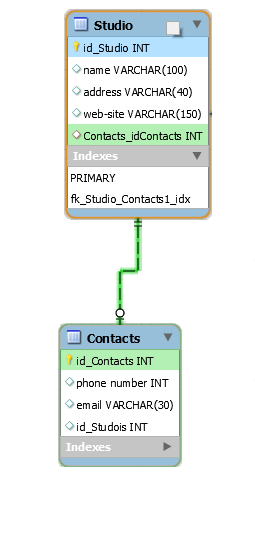 Studio
id_Studio INT
name VARCHAR(100)
address VARCHAR(40)
web-site VARCHAR(150)
Contacts_idContacts INT
Indexes
PRIMARY
fk_Studio_Contacts1_idx
Contacts
id_Contacts INT
phone number INT
email VARCHAR(30)
id_Studois INT
Indexes